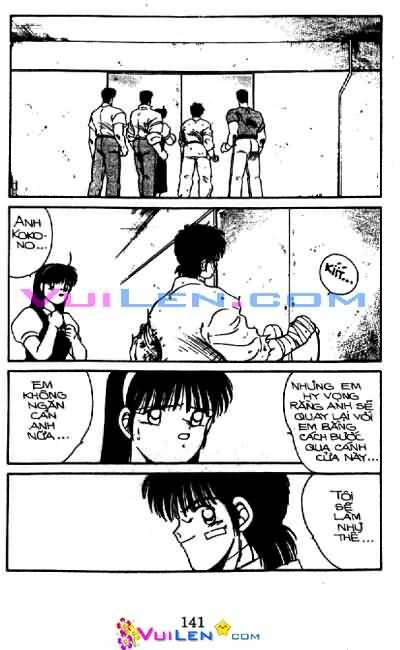 ANH
KOKO-
NO...
KÍÍT...
VUILEN.COM
EM
KHÔNG
NGĂN
CẢN
ANH
NỮA...
NHƯNG EM
HY VỌNG
RẰNG ANH SẼ
QUAY LẠI VỚI
EM BẰNG
CÁCH BƯỚC
QUA CÁNH
CỬA NÀY...
TÔI
SẼ
LÀM
NHƯ
THẾ...
141
VUILEN.COM